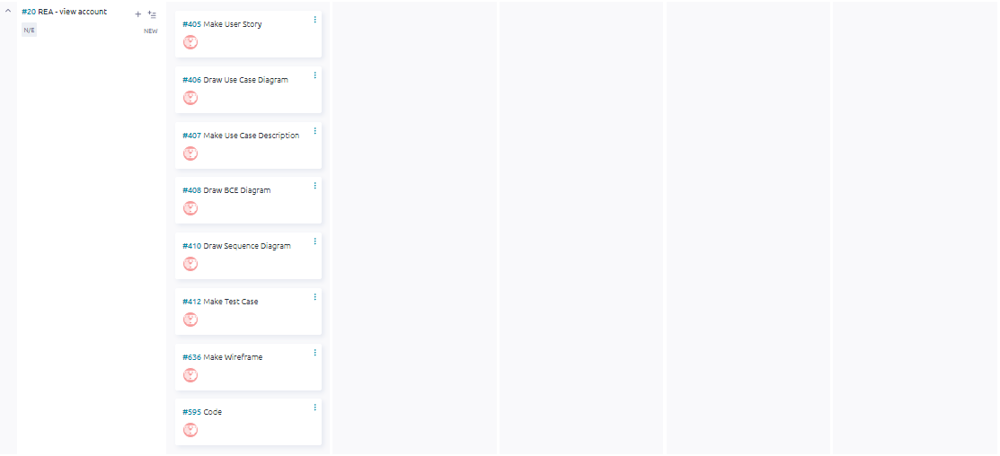 #20 REA - view account
N/E
NEW
#405 Make User Story
#406 Draw Use Case Diagram
#407 Make Use Case Description
#408 Draw BCE Diagram
#410 Draw Sequence Diagram
#412 Make Test Case
#636 Make Wireframe
#595 Code